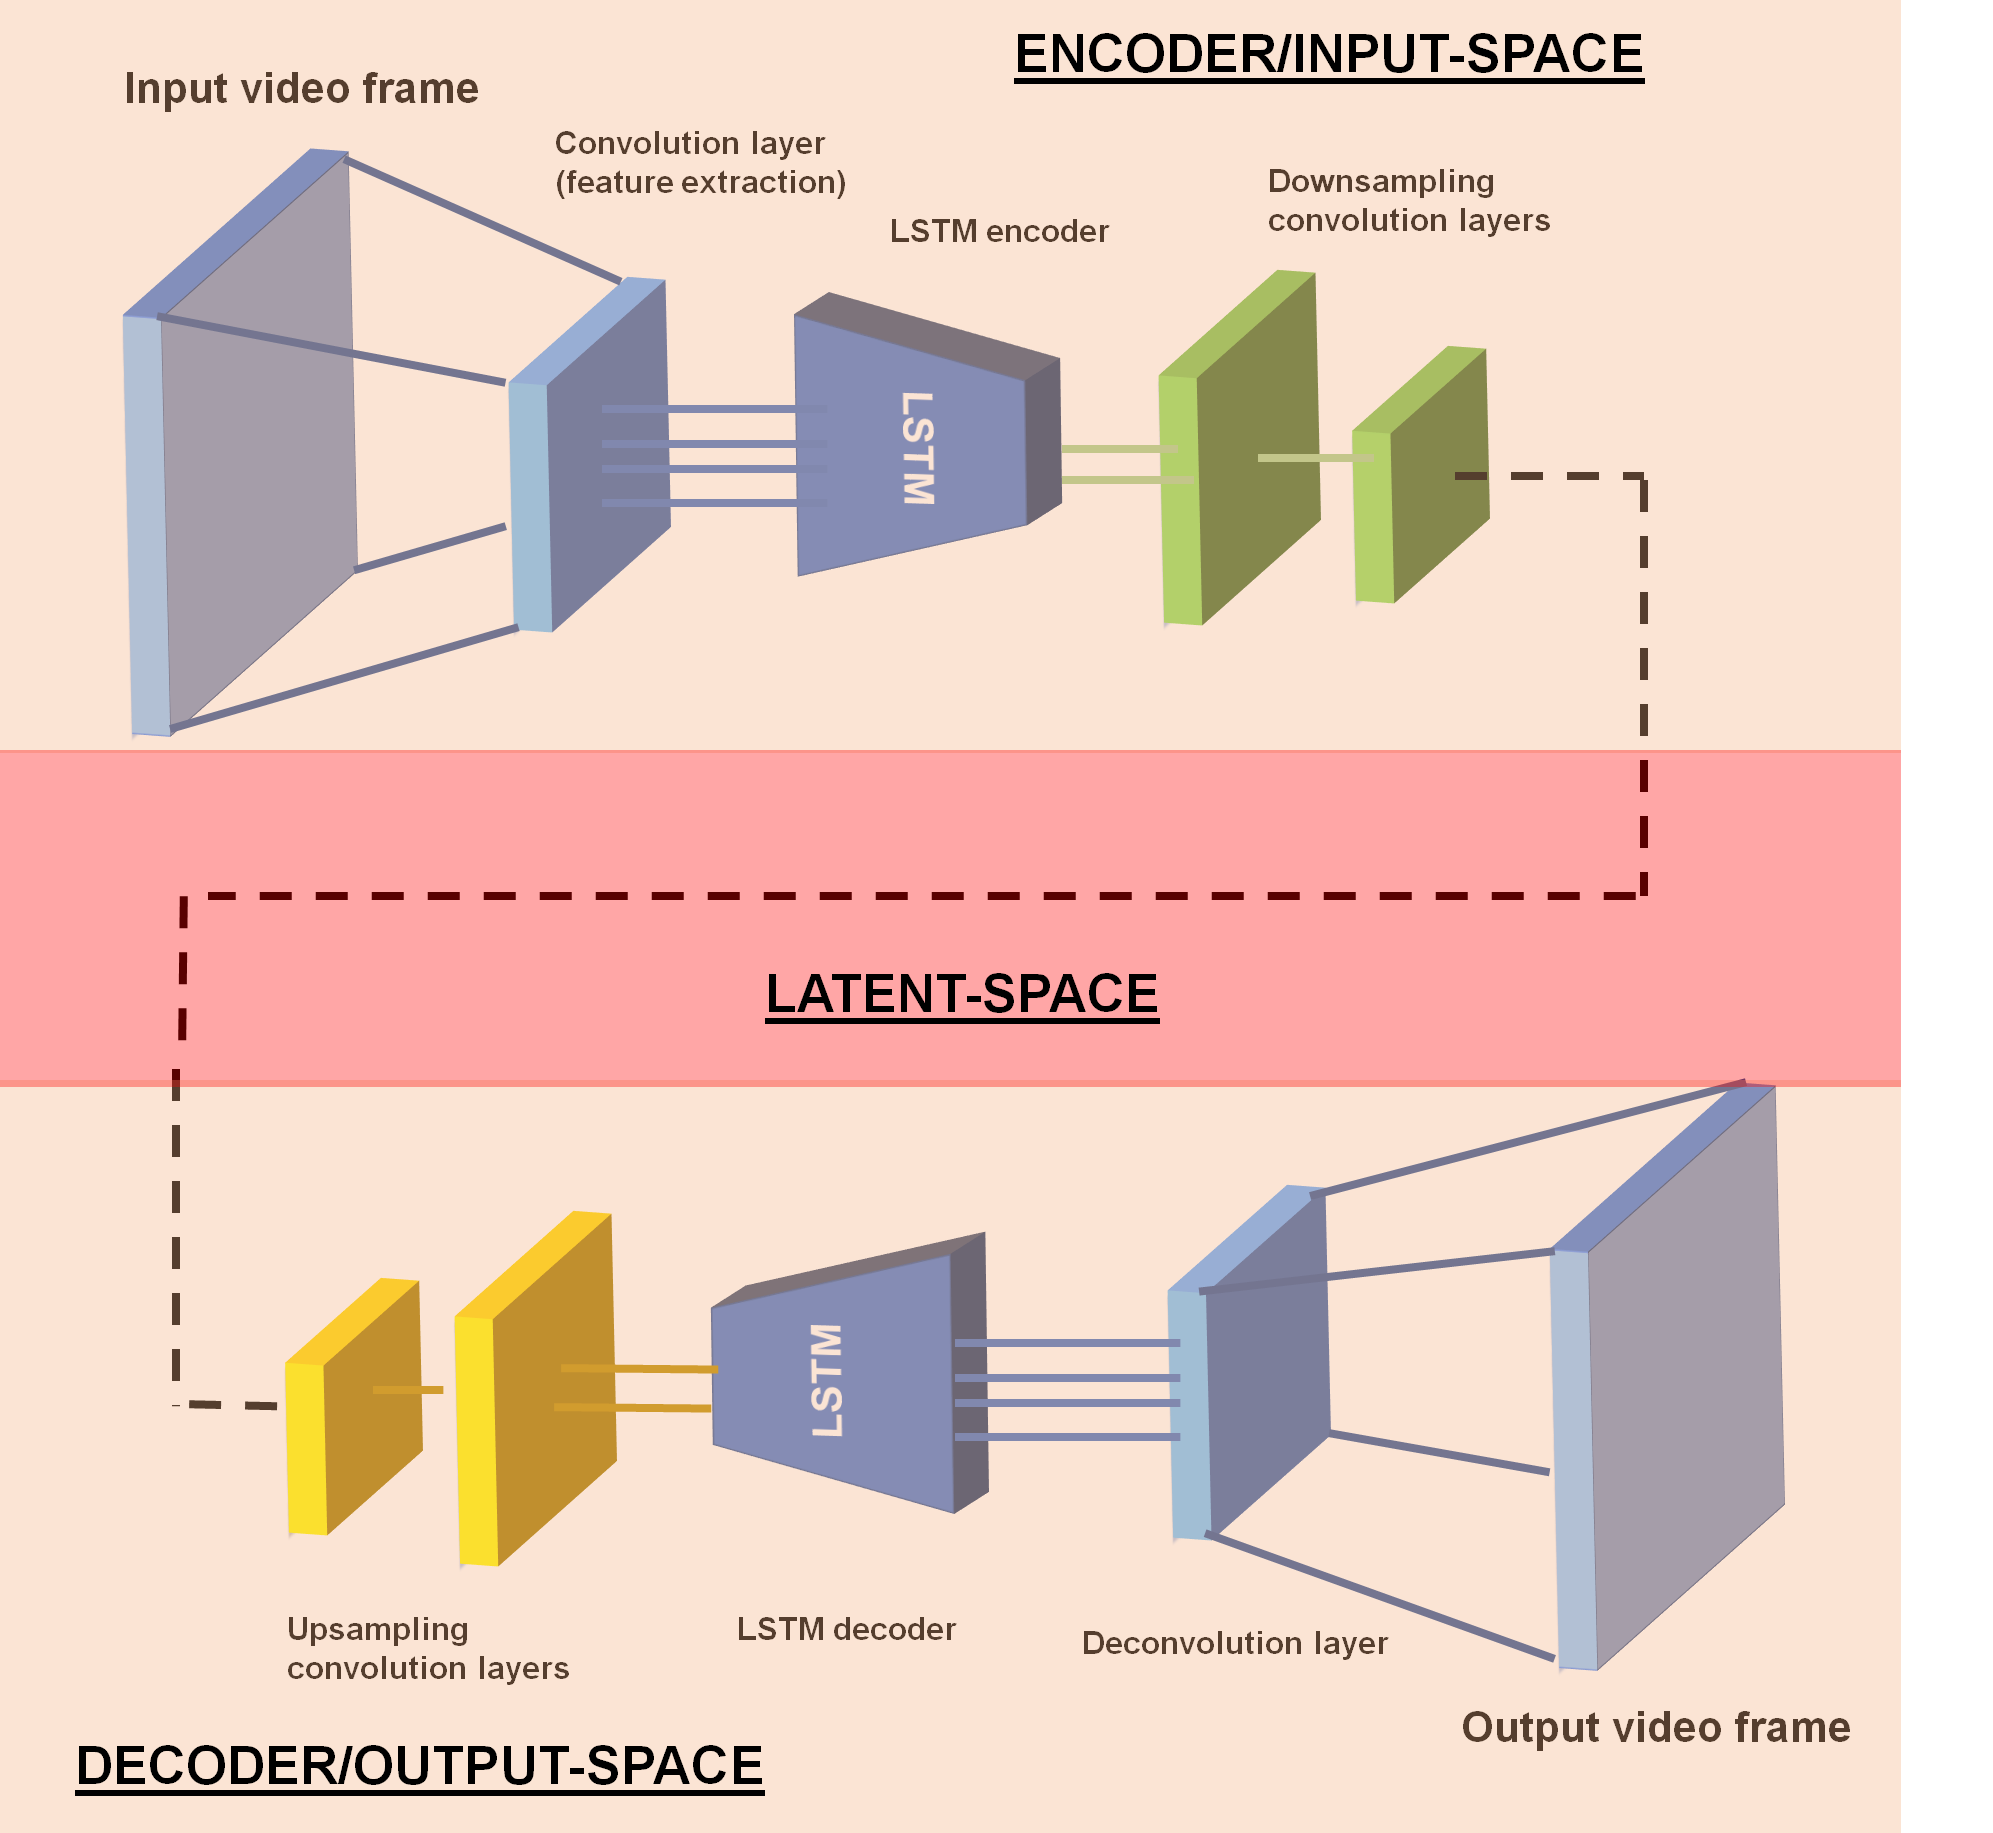 ENCODER/INPUT-SPACE
Input video frame
Convolution layer
(feature extraction)
Downsampling
convolution layers
LSTM encoder
LSTM
LATENT-SPACE
LSTM
Upsampling
convolution layers
LSTM decoder
Deconvolution layer
Output video frame
DECODER/OUTPUT-SPACE